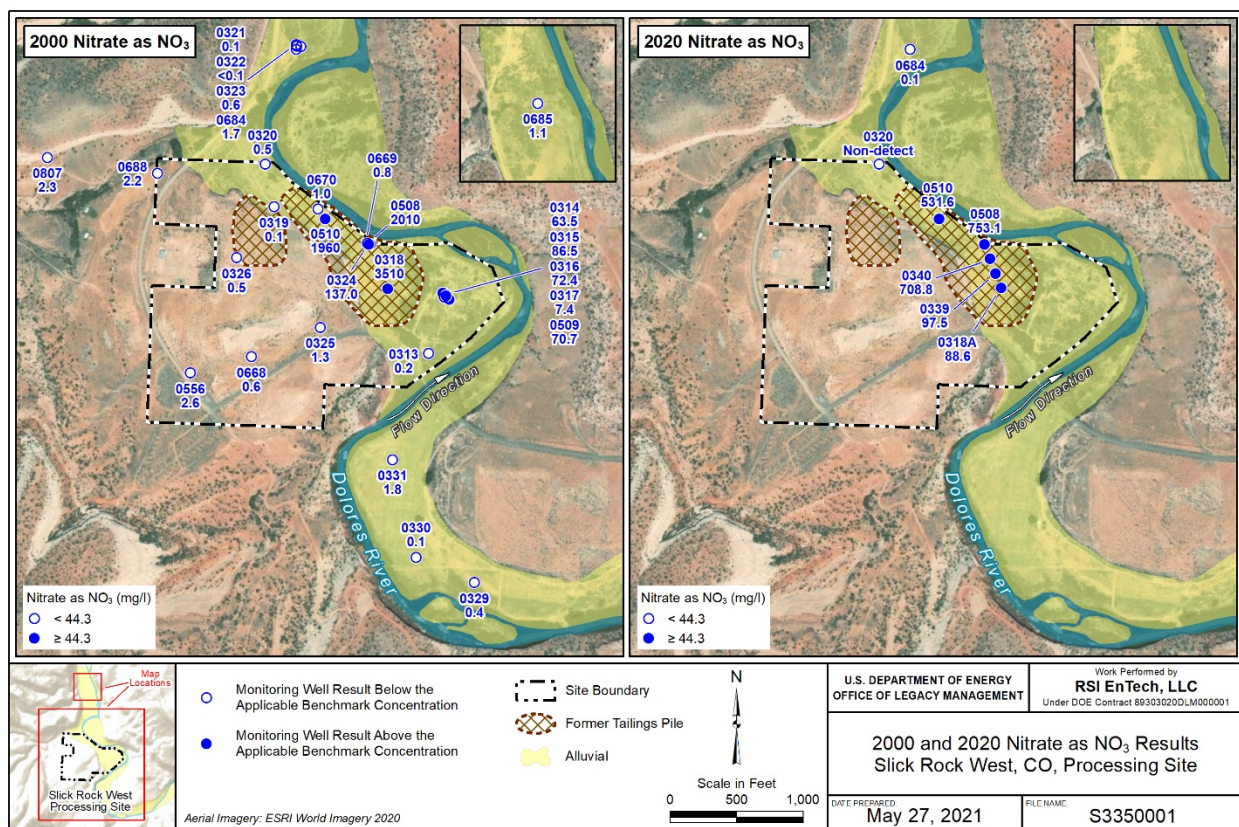 2000 Nitrate as NO₃
0321
0.1
0322
<0.1
0323
0.6
0684
1.7
0320
0.5
0807
2.3
0688
2.2
0670
1.0
0669
0.8
0508
2010
0319
0.1
0510
1960
0326
0.5
0324
137.0
0318
3510
0314
63.5
0315
86.5
0316
72.4
0317
7.4
0509
70.7
0325
1.3
0313
0.2
0668
0.6
0556
2.6
Flow Direction
0331
1.8
0330
0.1
0329
0.4
Dolores River
0685
1.1
Nitrate as NO₃ (mg/l)
< 44.3
≥ 44.3
2020 Nitrate as NO₃
0684
0.1
0320
Non-detect
0510
531.6
0508
753.1
0340
708.8
0339
97.5
0318A
88.6
Flow Direction
Dolores River
Nitrate as NO₃ (mg/l)
< 44.3
≥ 44.3
Map
Locations
Slick Rock West
Processing Site
Monitoring Well Result Below the
Applicable Benchmark Concentration
Monitoring Well Result Above the
Applicable Benchmark Concentration
Aerial Imagery: ESRI World Imagery 2020
Site Boundary
Former Tailings Pile
Alluvial
N
Scale in Feet
0 500 1,000
U.S. DEPARTMENT OF ENERGY
OFFICE OF LEGACY MANAGEMENT
Work Performed by
RSI EnTech, LLC
Under DOE Contract 89303020DLM000001
2000 and 2020 Nitrate as NO₃ Results
Slick Rock West, CO, Processing Site
DATE PREPARED:
May 27, 2021
FILE NAME:
S3350001